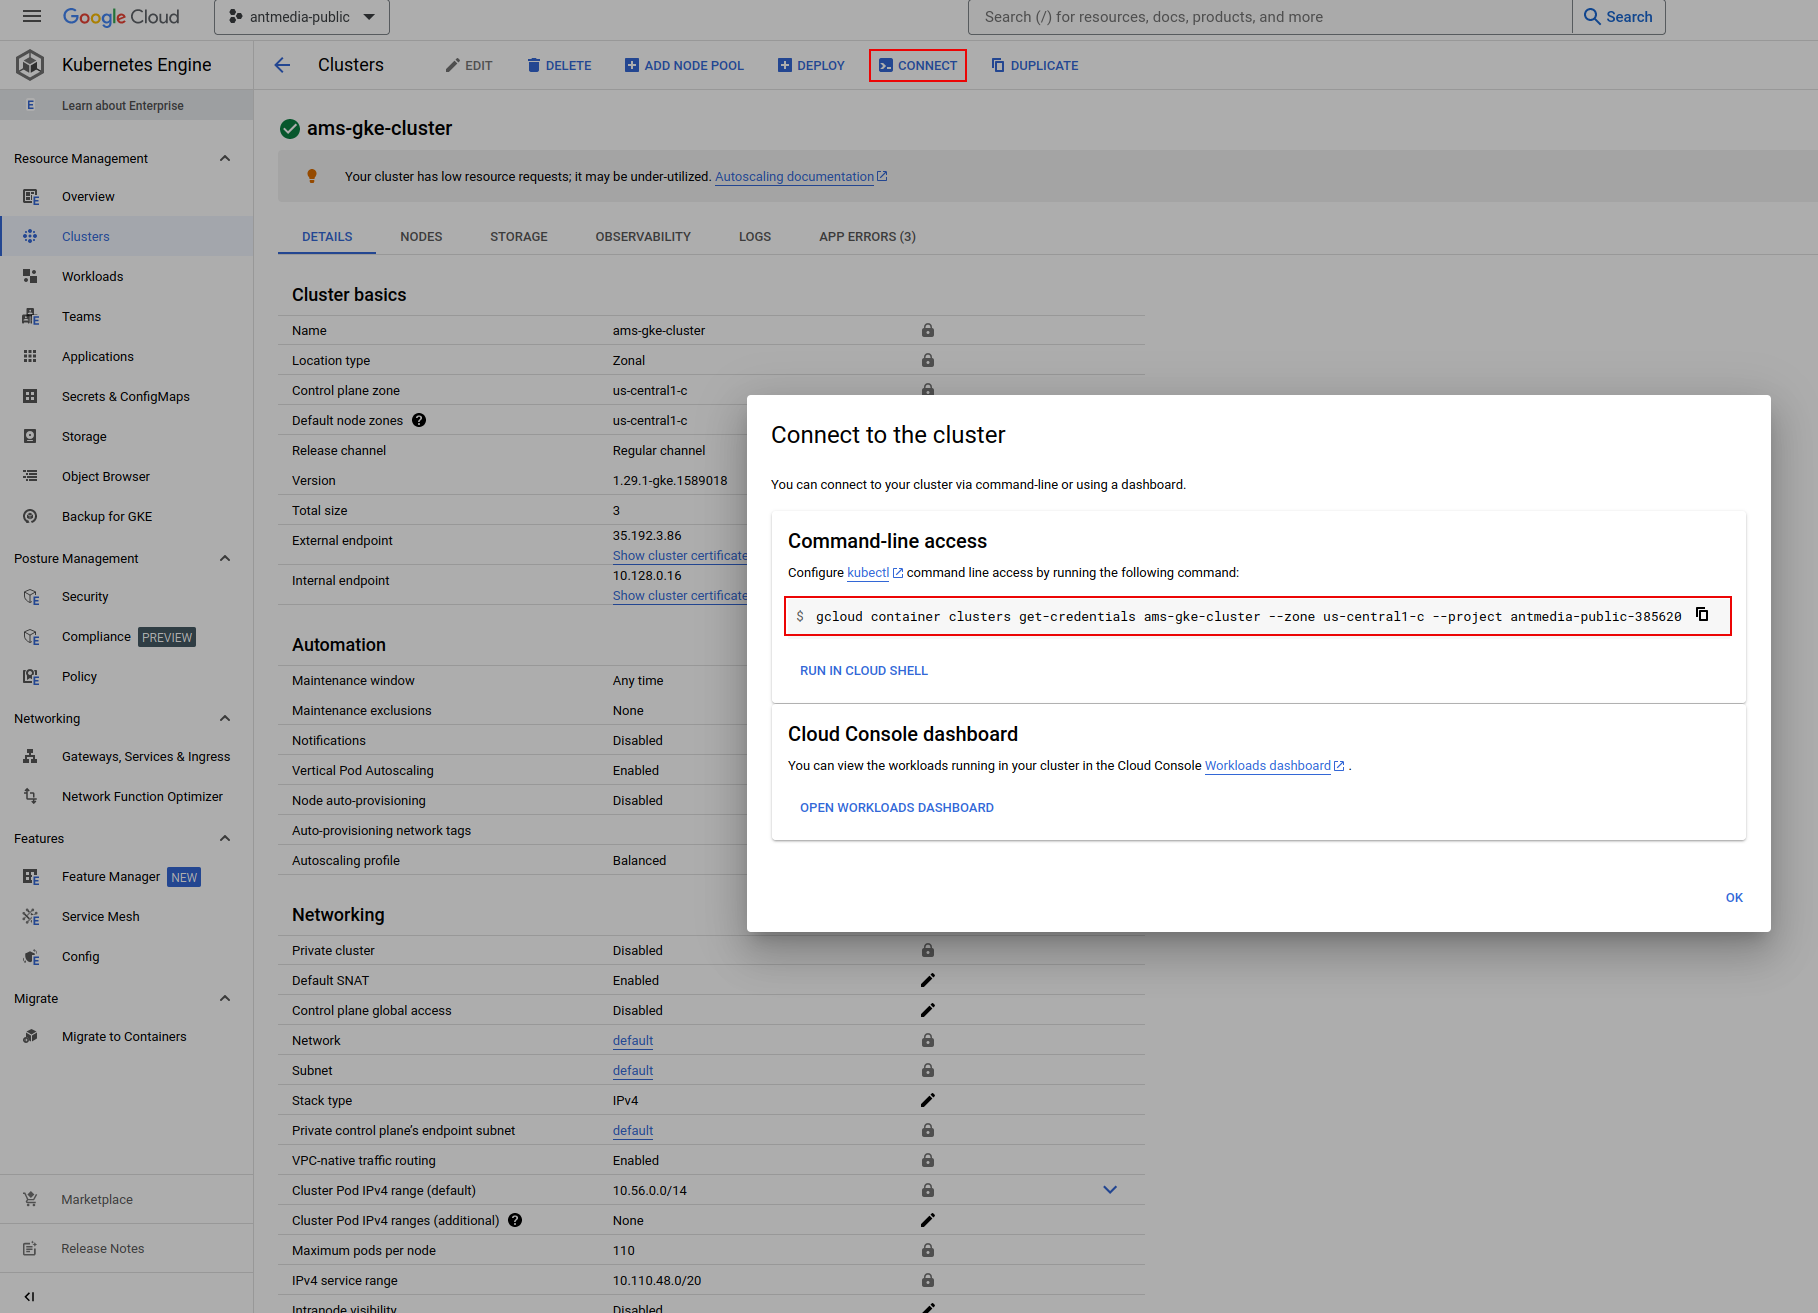 Google Cloud
antmedia-public
Search (/) for resources, docs, products, and more
Search
Kubernetes Engine
Clusters
EDIT
DELETE
ADD NODE POOL
DEPLOY
CONNECT
DUPLICATE
E
Learn about Enterprise
Resource Management
Overview
Clusters
Workloads
Teams
Applications
Secrets & ConfigMaps
Storage
Object Browser
Backup for GKE
Posture Management
Security
Compliance PREVIEW
Policy
Networking
Gateways, Services & Ingress
Network Function Optimizer
Features
Feature Manager NEW
Service Mesh
Config
Migrate
Migrate to Containers
Marketplace
Release Notes
ams-gke-cluster
Your cluster has low resource requests; it may be under-utilized. Autoscaling documentation
DETAILS NODES STORAGE OBSERVABILITY LOGS APP ERRORS (3)
Cluster basics
Name ams-gke-cluster
Location type Zonal
Control plane zone us-central1-c
Default node zones us-central1-c
Release channel Regular channel
Version 1.29.1-gke.1589018
Total size 3
External endpoint 35.192.3.86
Show cluster certificate
Internal endpoint 10.128.0.16
Show cluster certificate
Automation
Maintenance window Any time
Maintenance exclusions None
Notifications Disabled
Vertical Pod Autoscaling Enabled
Node auto-provisioning Disabled
Auto-provisioning network tags
Autoscaling profile Balanced
Networking
Private cluster Disabled
Default SNAT Enabled
Control plane global access Disabled
Network default
Subnet default
Stack type IPv4
Private control plane's endpoint subnet default
VPC-native traffic routing Enabled
Cluster Pod IPv4 range (default) 10.56.0.0/14
Cluster Pod IPv4 ranges (additional) None
Maximum pods per node 110
IPv4 service range 10.110.48.0/20
Intranode visibility Disabled
Connect to the cluster
You can connect to your cluster via command-line or using a dashboard.
Command-line access
Configure kubectl command line access by running the following command:
$ gcloud container clusters get-credentials ams-gke-cluster --zone us-central1-c --project antmedia-public-385620
RUN IN CLOUD SHELL
Cloud Console dashboard
You can view the workloads running in your cluster in the Cloud Console Workloads dashboard .
OPEN WORKLOADS DASHBOARD
OK